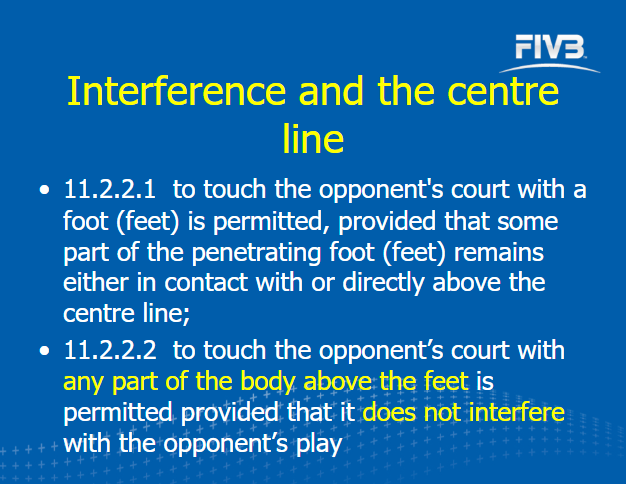 FIVB
Interference and the centre
line
• 11.2.2.1 to touch the opponent's court with a
foot (feet) is permitted, provided that some
part of the penetrating foot (feet) remains
either in contact with or directly above the
centre line;
• 11.2.2.2 to touch the opponent’s court with
any part of the body above the feet is
permitted provided that it does not interfere
with the opponent’s play